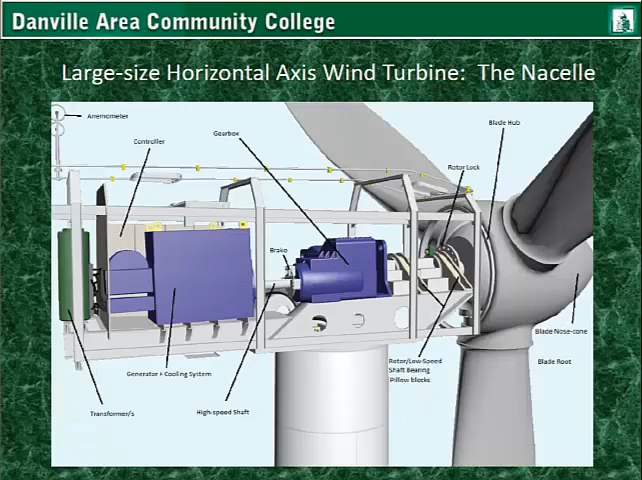 Danville Area Community College
Large-size Horizontal Axis Wind Turbine: The Nacelle
Anemometer
Controller
Gearbox
Blade Hub
Rotor Lock
Brake
Blade Nose-cone
Rotor/Low-Speed
Shaft Bearing
Pillow blocks
Blade Root
Generator + Cooling System
Transformer/s
High-speed Shaft